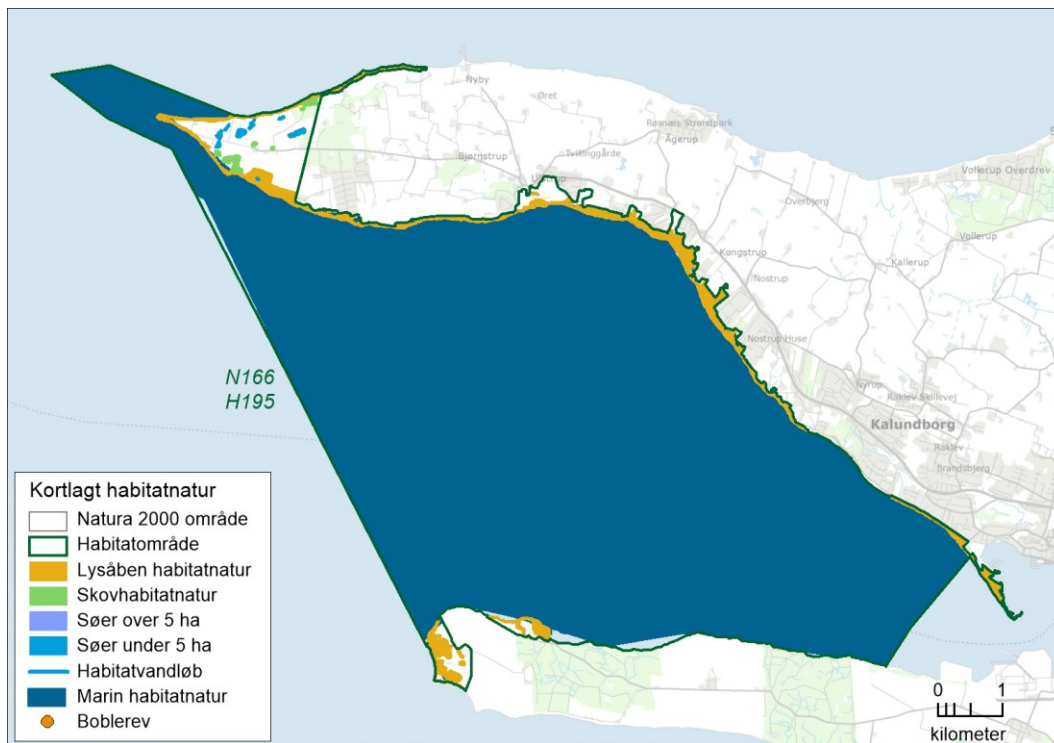 Nyby
Øret
Røsnæs Strandpark
Ågerup
Tvillinggårde
Bjørnstrup
Ulstrup
Vollerup Overdrev
Overbjerg
Vollerup
Kongstrup
Kallerup
Nostrup
Nostrup Huse
N166
H195
Nyrup
Raklev Skillevej
Kalundborg
Raklev
Brandsbjerg
Kortlagt habitatnatur
Natura 2000 område
Habitatområde
Lysåben habitatnatur
Skovhabitatnatur
Søer over 5 ha
Søer under 5 ha
Habitatvandløb
Marin habitatnatur
Boblerev
0 1
kilometer